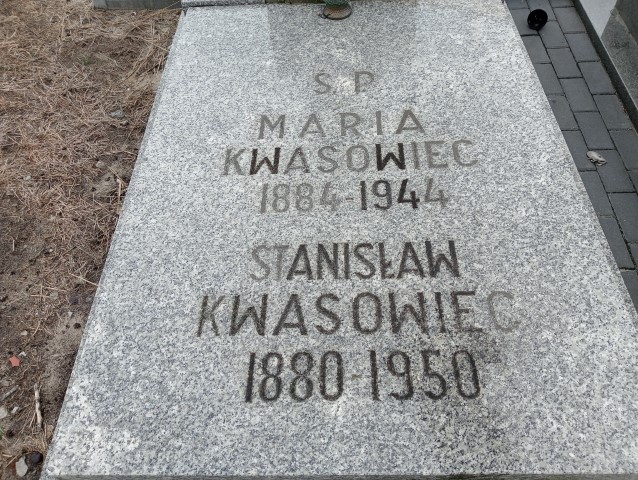 S P
MARIA
KWASOWIEC
1884-1944
STANISŁAW
KWASOWIEC
1880-1950